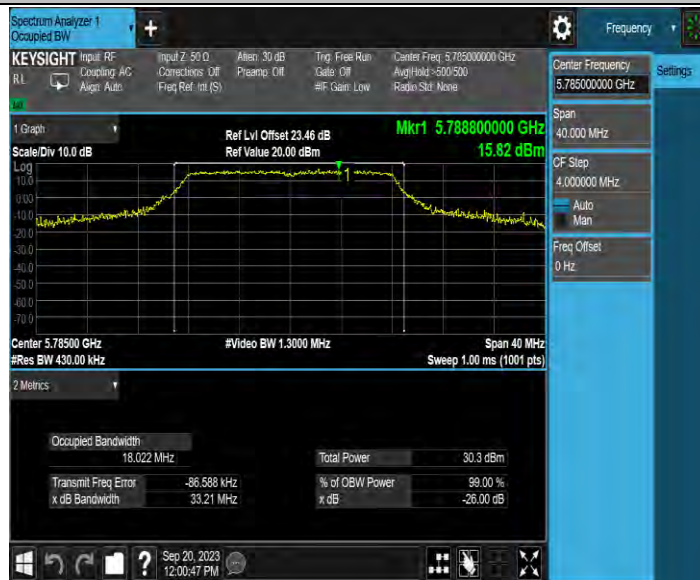 Spectrum Analyzer 1
Occupied BW
+
Frequency
KEYSIGHT
Input: RF
Coupling: AC
Align: Auto
Input Z: 50 Ω
Corrections: Off
Freq Ref: Int (S)
Atten: 30 dB
Preamp: Off
Trig: Free Run
Gate: Off
#IF Gain: Low
Center Freq: 5.785000000 GHz
Avg|Hold:>500/500
Radio Std: None
RL
Center Frequency
5.785000000 GHz
Settings
Span
40.000 MHz
CF Step
4.000000 MHz
Auto
Man
Freq Offset
0 Hz
1 Graph
Scale/Div 10.0 dB
Ref Lvl Offset 23.46 dB
Ref Value 20.00 dBm
Mkr1 5.788800000 GHz
15.82 dBm
Log
10.0
0.00
-10.0
-20.0
-30.0
-40.0
-50.0
-60.0
-70.0
1
Center 5.78500 GHz
#Res BW 430.00 kHz
#Video BW 1.3000 MHz
Span 40 MHz
Sweep 1.00 ms (1001 pts)
2 Metrics
Occupied Bandwidth
18.022 MHz
Total Power 30.3 dBm
Transmit Freq Error -86.588 kHz
x dB Bandwidth 33.21 MHz
% of OBW Power 99.00 %
x dB -26.00 dB
?
Sep 20, 2023
12:00:47 PM